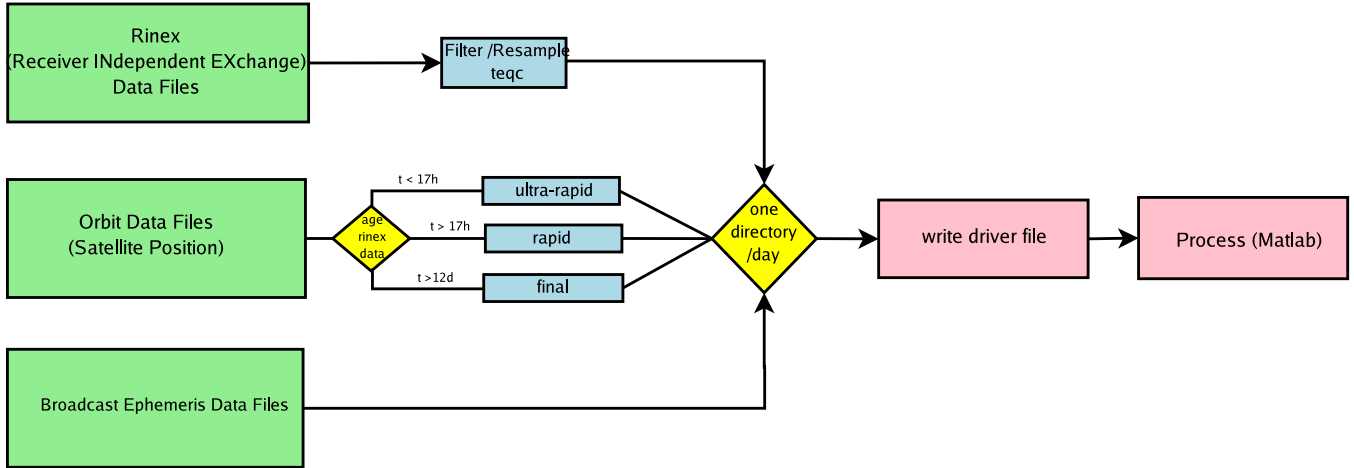 Rinex
(Receiver INdependent EXchange)
Data Files
Filter /Resample
teqc
Orbit Data Files
(Satellite Position)
age
rinex
data
t < 17h
t > 17h
t >12d
ultra-rapid
rapid
final
one
directory
/day
write driver file
Process (Matlab)
Broadcast Ephemeris Data Files